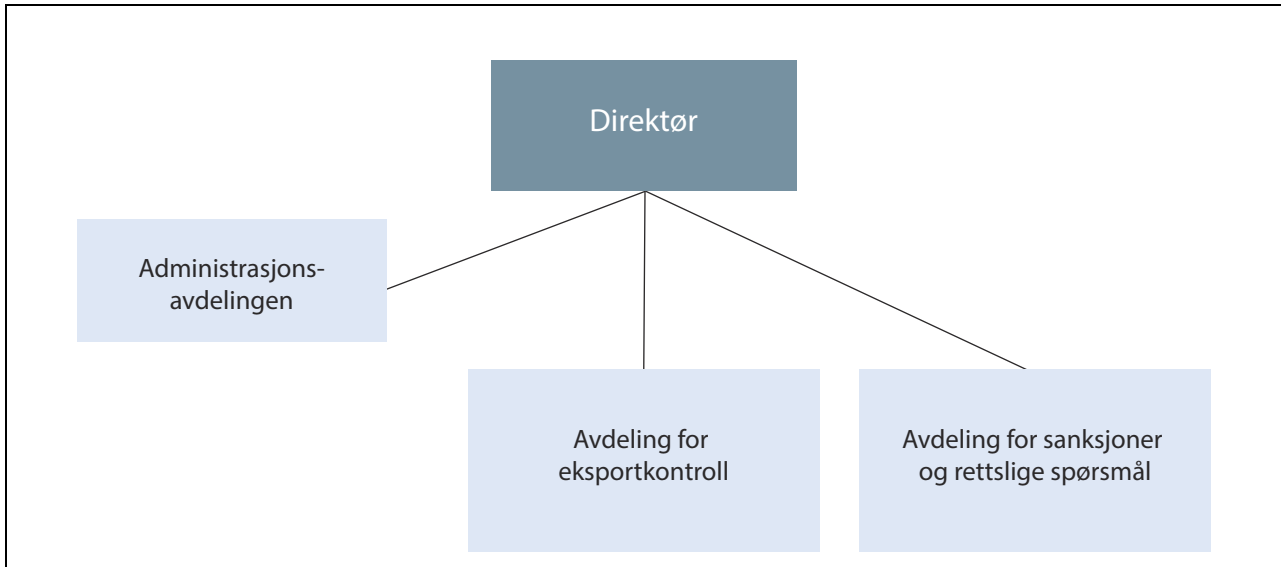 Direktør
Administrasjons-
avdelingen
Avdeling for
eksportkontroll
Avdeling for sanksjoner
og rettslige spørsmål